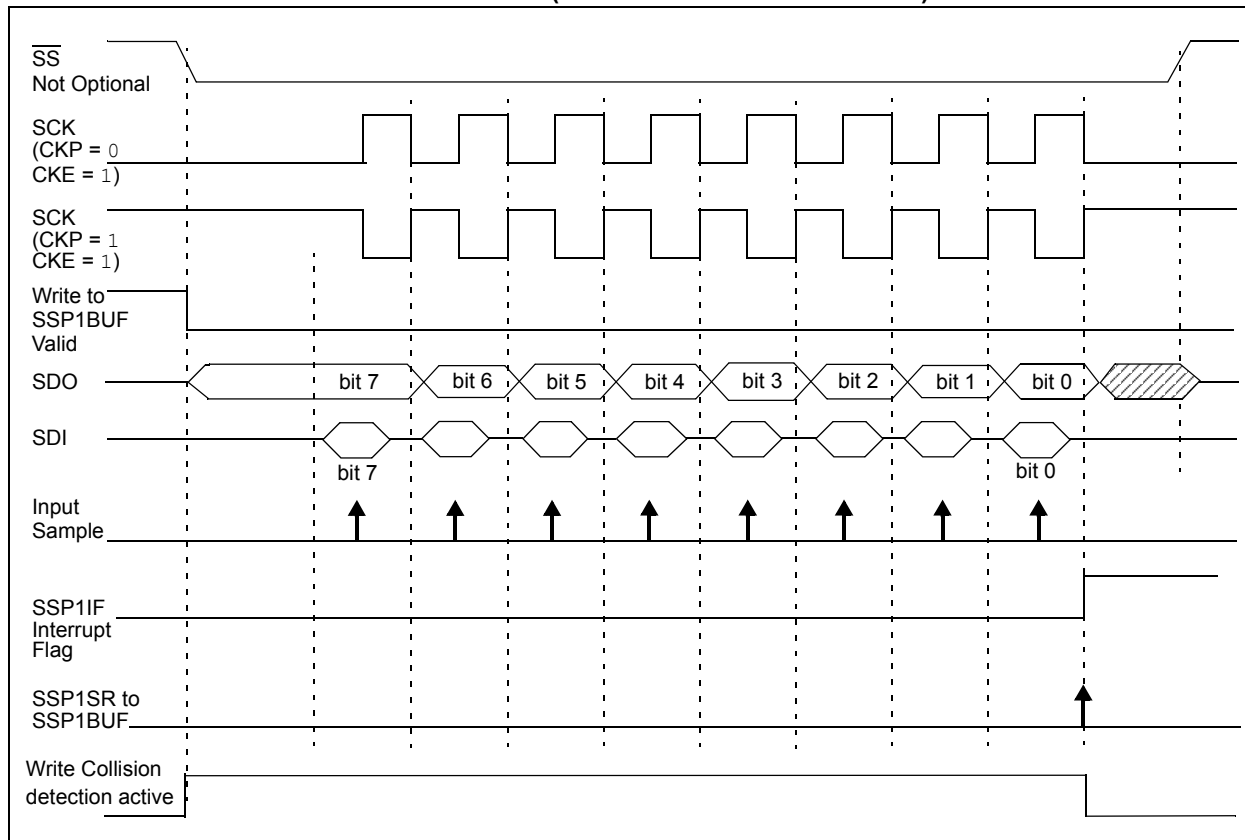 SS
Not Optional
SCK
(CKP = 0
CKE = 1)
SCK
(CKP = 1
CKE = 1)
Write to
SSP1BUF
Valid
SDO
bit 7 bit 6 bit 5 bit 4 bit 3 bit 2 bit 1 bit 0
SDI
bit 7 bit 0
Input
Sample
SSP1IF
Interrupt
Flag
SSP1SR to
SSP1BUF
Write Collision
detection active